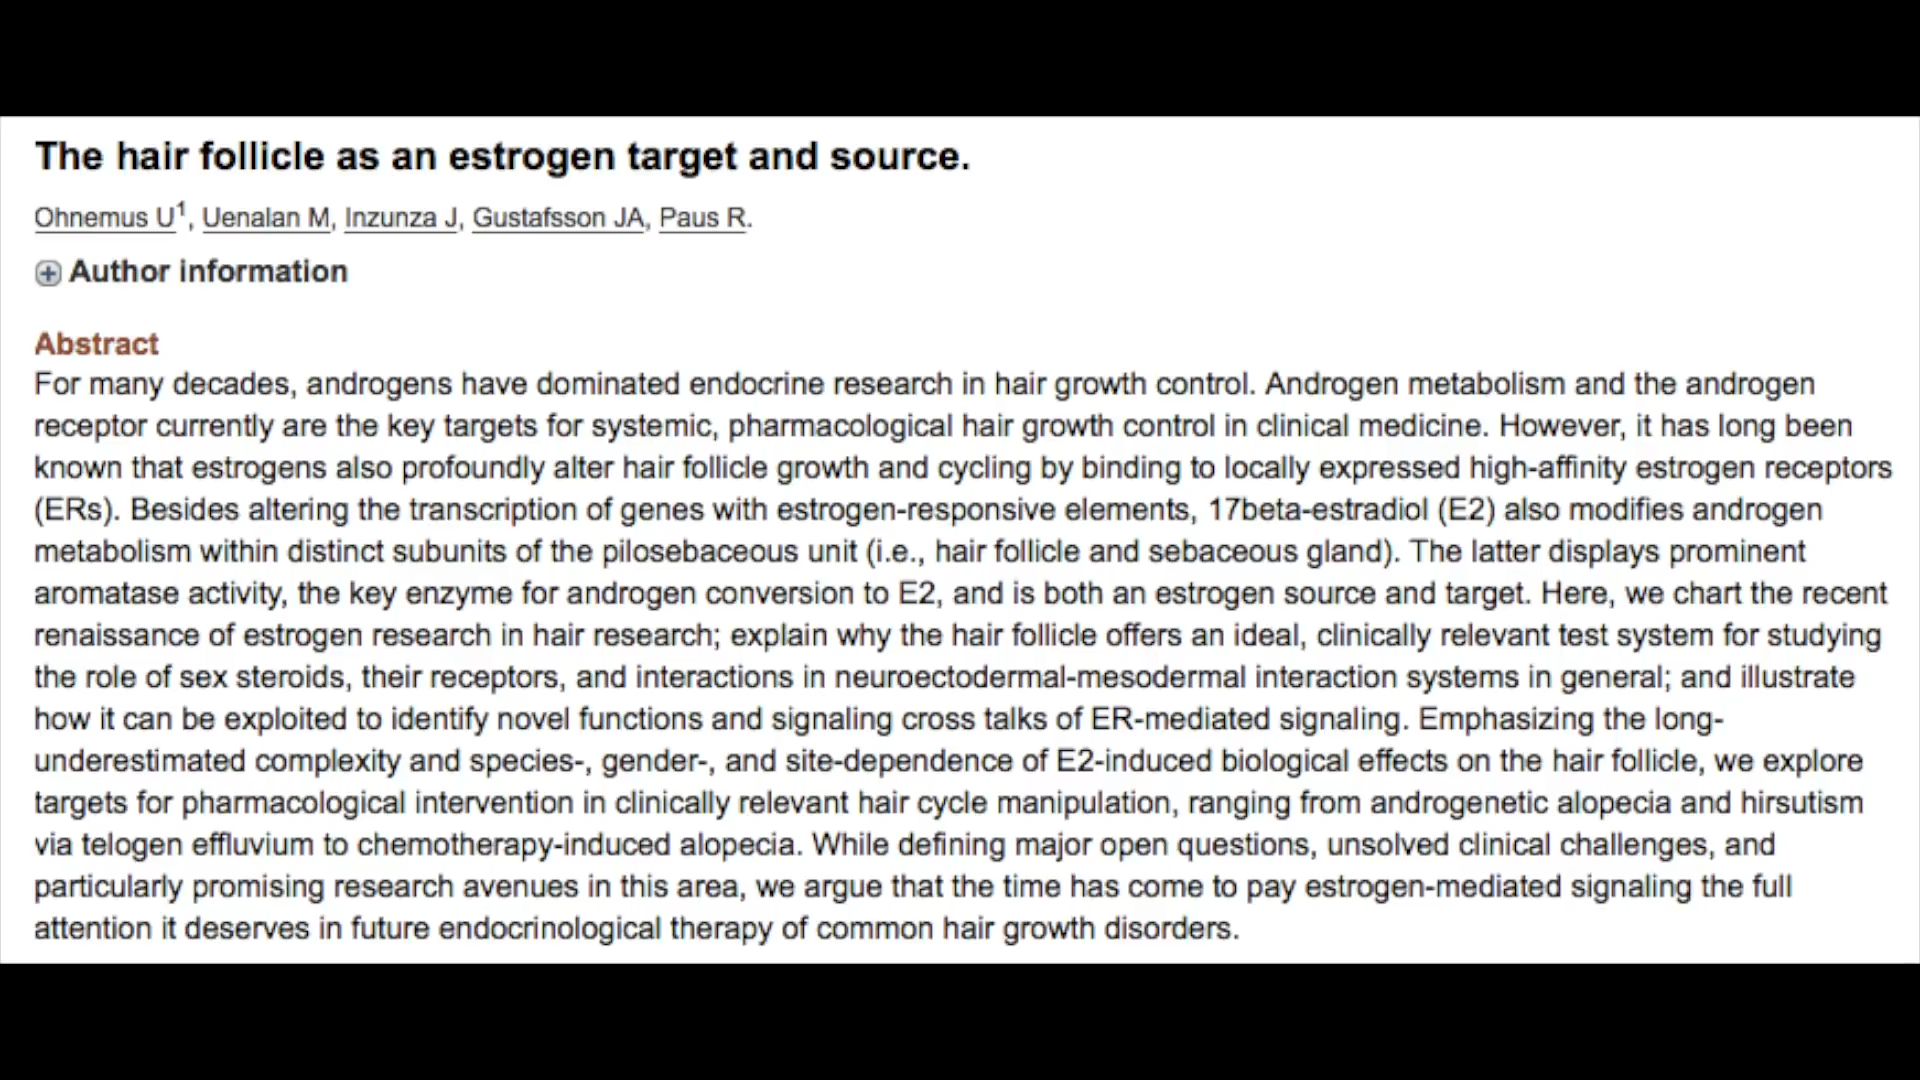 The hair follicle as an estrogen target and source.
Ohnemus U1, Uenalan M, Inzunza J, Gustafsson JA, Paus R.
Author information
Abstract
For many decades, androgens have dominated endocrine research in hair growth control. Androgen metabolism and the androgen
receptor currently are the key targets for systemic, pharmacological hair growth control in clinical medicine. However, it has long been
known that estrogens also profoundly alter hair follicle growth and cycling by binding to locally expressed high-affinity estrogen receptors
(ERs). Besides altering the transcription of genes with estrogen-responsive elements, 17beta-estradiol (E2) also modifies androgen
metabolism within distinct subunits of the pilosebaceous unit (i.e., hair follicle and sebaceous gland). The latter displays prominent
aromatase activity, the key enzyme for androgen conversion to E2, and is both an estrogen source and target. Here, we chart the recent
renaissance of estrogen research in hair research; explain why the hair follicle offers an ideal, clinically relevant test system for studying
the role of sex steroids, their receptors, and interactions in neuroectodermal-mesodermal interaction systems in general; and illustrate
how it can be exploited to identify novel functions and signaling cross talks of ER-mediated signaling. Emphasizing the long-
underestimated complexity and species-, gender-, and site-dependence of E2-induced biological effects on the hair follicle, we explore
targets for pharmacological intervention in clinically relevant hair cycle manipulation, ranging from androgenetic alopecia and hirsutism
via telogen effluvium to chemotherapy-induced alopecia. While defining major open questions, unsolved clinical challenges, and
particularly promising research avenues in this area, we argue that the time has come to pay estrogen-mediated signaling the full
attention it deserves in future endocrinological therapy of common hair growth disorders.